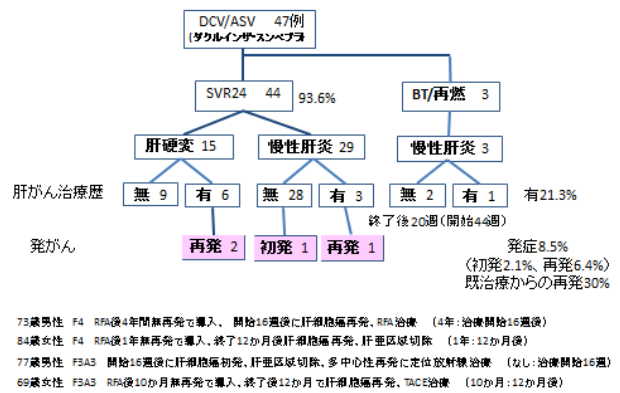 DCV/ASV 47例
(ダクルインザースンベプラ
SVR24 44
93.6%
BT/再燃 3
肝硬変 15
慢性肝炎 29
慢性肝炎 3
肝がん治療歴
無 9
有 6
無 28
有 3
無 2
有 1
有21.3%
終了後20週(開始44週)
発がん
再発 2
初発 1
再発 1
発症8.5%
(初発2.1%、再発6.4%)
既治療からの再発30%
73歳男性 F4 RFA後4年間無再発で導入、 開始16週後に肝細胞癌再発、RFA治療 (4年:治療開始16週後)
84歳女性 F4 RFA後1年無再発で導入、終了12か月後肝細胞癌再発、肝亜区域切除 (1年:12か月後)
77歳男性 F3A3 開始16週後に肝細胞癌初発、肝亜区域切除、多中心性再発に定位放射線治療 (なし:治療開始16週)
69歳女性 F3A3 RFA後10か月無再発で導入、終了後12か月で肝細胞癌再発、TACE治療 (10か月:12か月後)